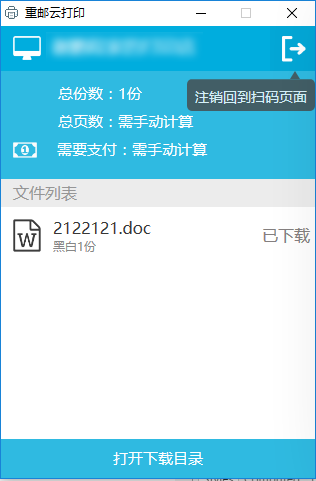 重邮云打印
注销回到扫码页面
总份数：1份
总页数：需手动计算
需要支付：需手动计算
文件列表
2122121.doc
已下载
黑白1份
打开下载目录